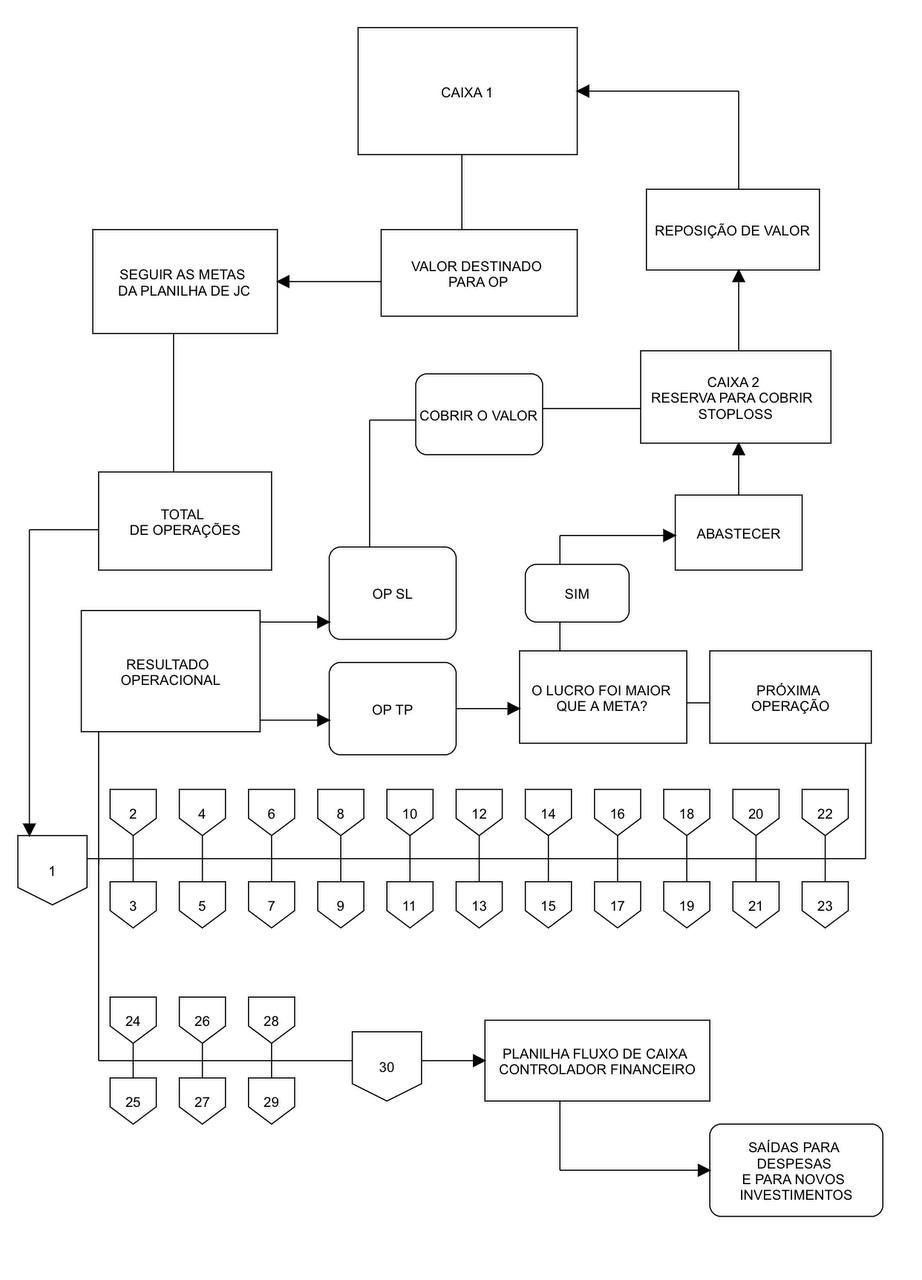 CAIXA 1
REPOSIÇÃO DE VALOR
SEGUIR AS METAS
DA PLANILHA DE JC
VALOR DESTINADO
PARA OP
CAIXA 2
RESERVA PARA COBRIR
STOPLOSS
COBRIR O VALOR
TOTAL
DE OPERAÇÕES
ABASTECER
OP SL
SIM
RESULTADO
OPERACIONAL
OP TP
O LUCRO FOI MAIOR
QUE A META?
PRÓXIMA
OPERAÇÃO
2 4 6 8 10 12 14 16 18 20 22
1
3 5 7 9 11 13 15 17 19 21 23
24 26 28
30
PLANILHA FLUXO DE CAIXA
CONTROLADOR FINANCEIRO
25 27 29
SAÍDAS PARA
DESPESAS
E PARA NOVOS
INVESTIMENTOS